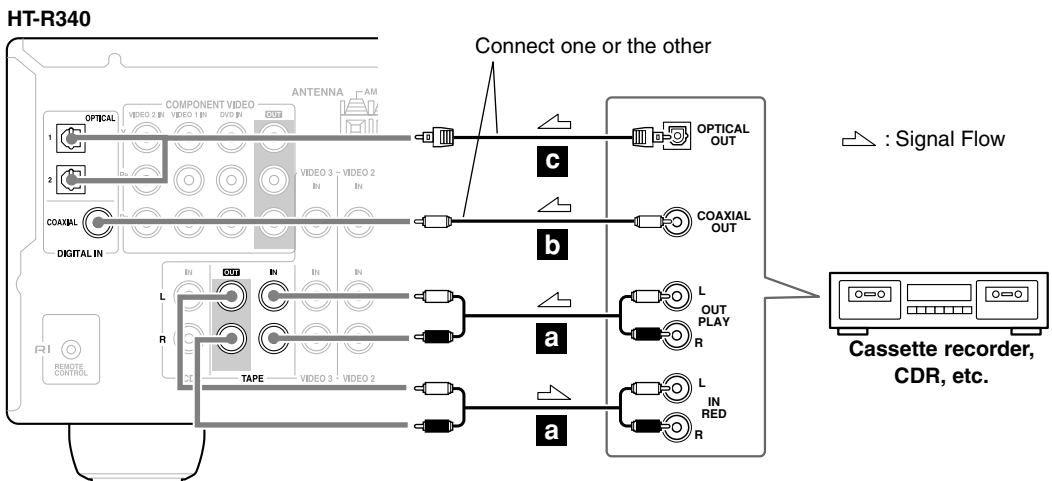 HT-R340
Connect one or the other
ANTENNA
AM
COMPONENT VIDEO
VIDEO 2 IN VIDEO 1 IN DVD IN OUT
OPTICAL
1
2
Y
PB
PR
COAXIAL
DIGITAL IN
VIDEO 3 VIDEO 2
IN IN
c
OPTICAL
OUT
: Signal Flow
b
COAXIAL
OUT
IN OUT IN IN IN
L
R
a
L
OUT
PLAY
R
RI
REMOTE
CONTROL
CD TAPE VIDEO 3 VIDEO 2
a
L
IN
RED
R
Cassette recorder,
CDR, etc.